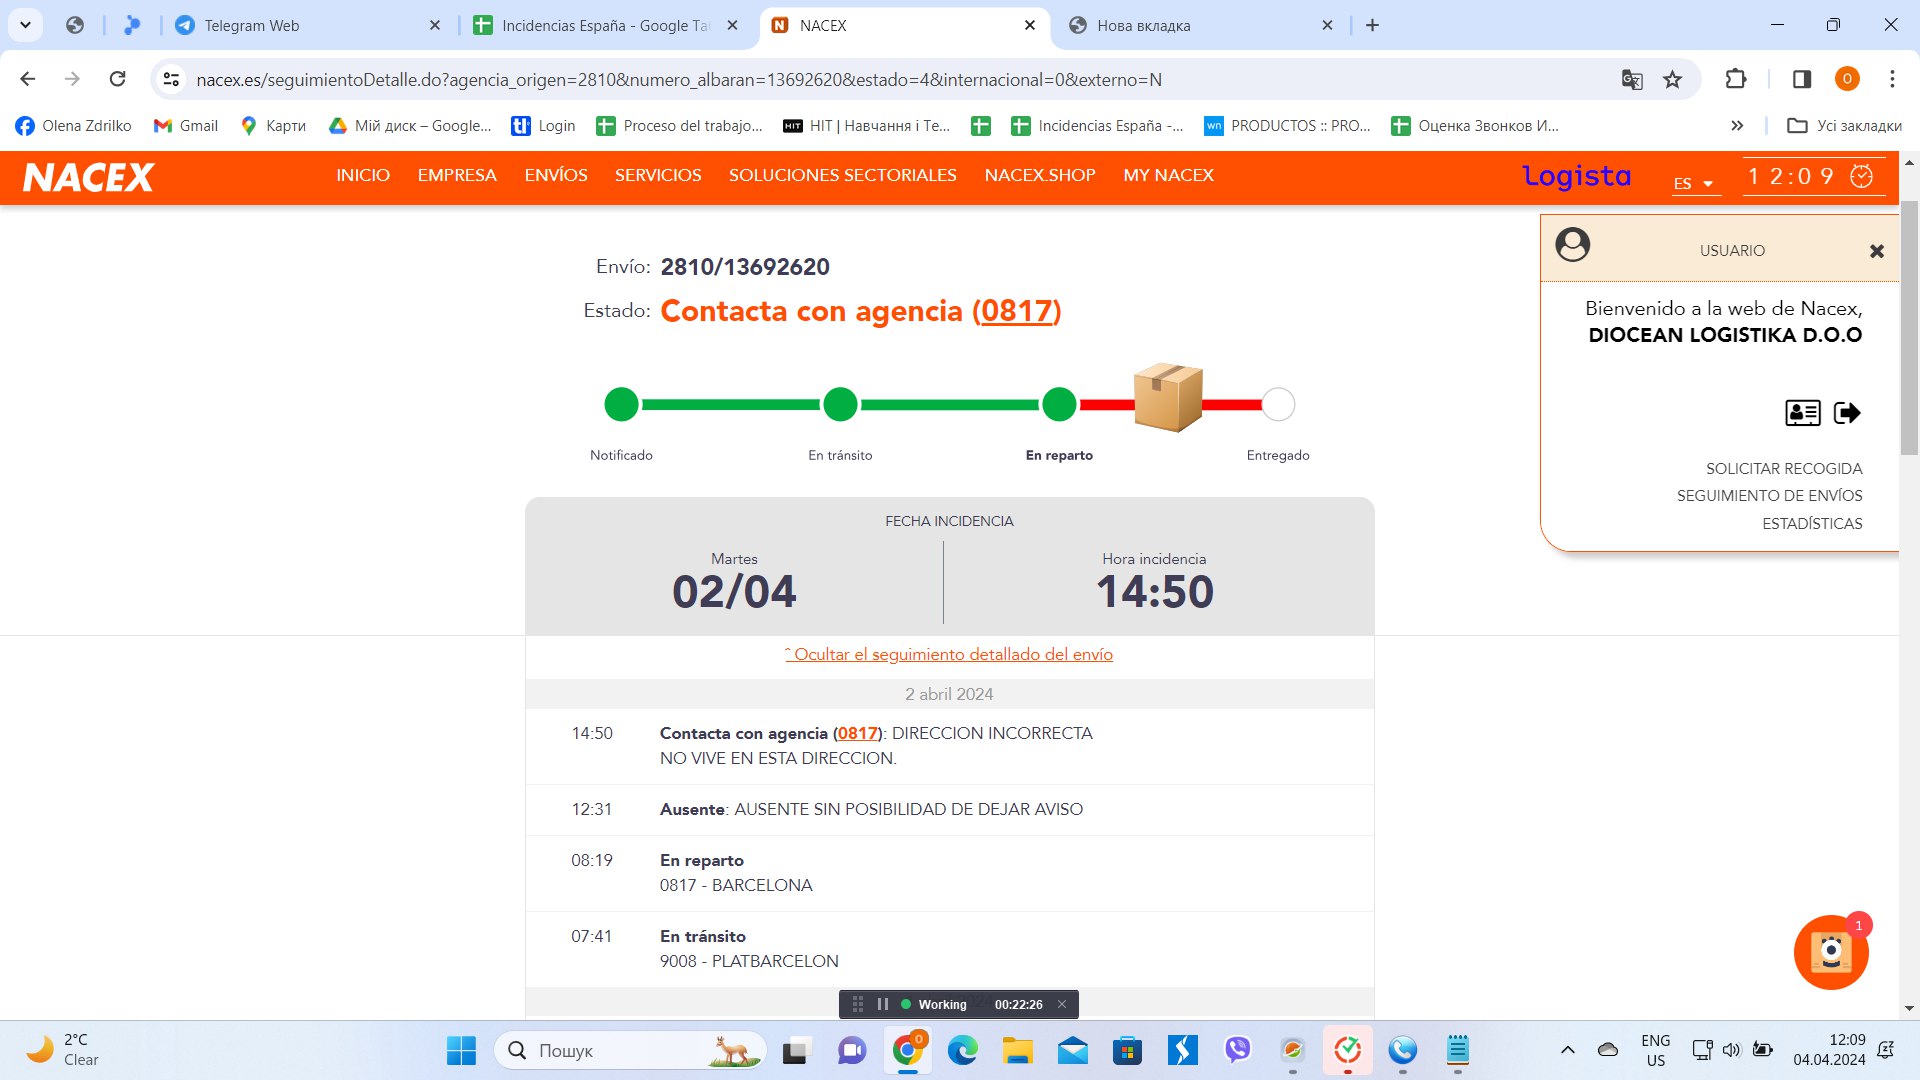 Telegram Web
Incidencias España - Google Ta
NACEX
Нова вкладка
nacex.es/seguimientoDetalle.do?agencia_origen=2810&numero_albaran=13692620&estado=4&internacional=0&externo=N
O
Olena Zdrilko
Gmail
Карти
Мій диск – Google...
Login
Proceso del trabajo...
HIT | Навчання і Те...
Incidencias España -...
PRODUCTOS :: PRO...
Оценка Звонков И...
Усі закладки
NACEX
INICIO
EMPRESA
ENVÍOS
SERVICIOS
SOLUCIONES SECTORIALES
NACEX.SHOP
MY NACEX
Logista
ES
12:09
Envío: 2810/13692620
Estado: Contacta con agencia (0817)
Notificado
En tránsito
En reparto
Entregado
USUARIO
Bienvenido a la web de Nacex,
DIOCEAN LOGISTIKA D.O.O
SOLICITAR RECOGIDA
SEGUIMIENTO DE ENVÍOS
ESTADÍSTICAS
FECHA INCIDENCIA
Martes
02/04
Hora incidencia
14:50
ˆ Ocultar el seguimiento detallado del envío
2 abril 2024
14:50 Contacta con agencia (0817): DIRECCION INCORRECTA
NO VIVE EN ESTA DIRECCION.
12:31 Ausente: AUSENTE SIN POSIBILIDAD DE DEJAR AVISO
08:19 En reparto
0817 - BARCELONA
07:41 En tránsito
9008 - PLATBARCELON
1
Working 00:22:26
2°C
Clear
Пошук
0
ENG
US
12:09
04.04.2024